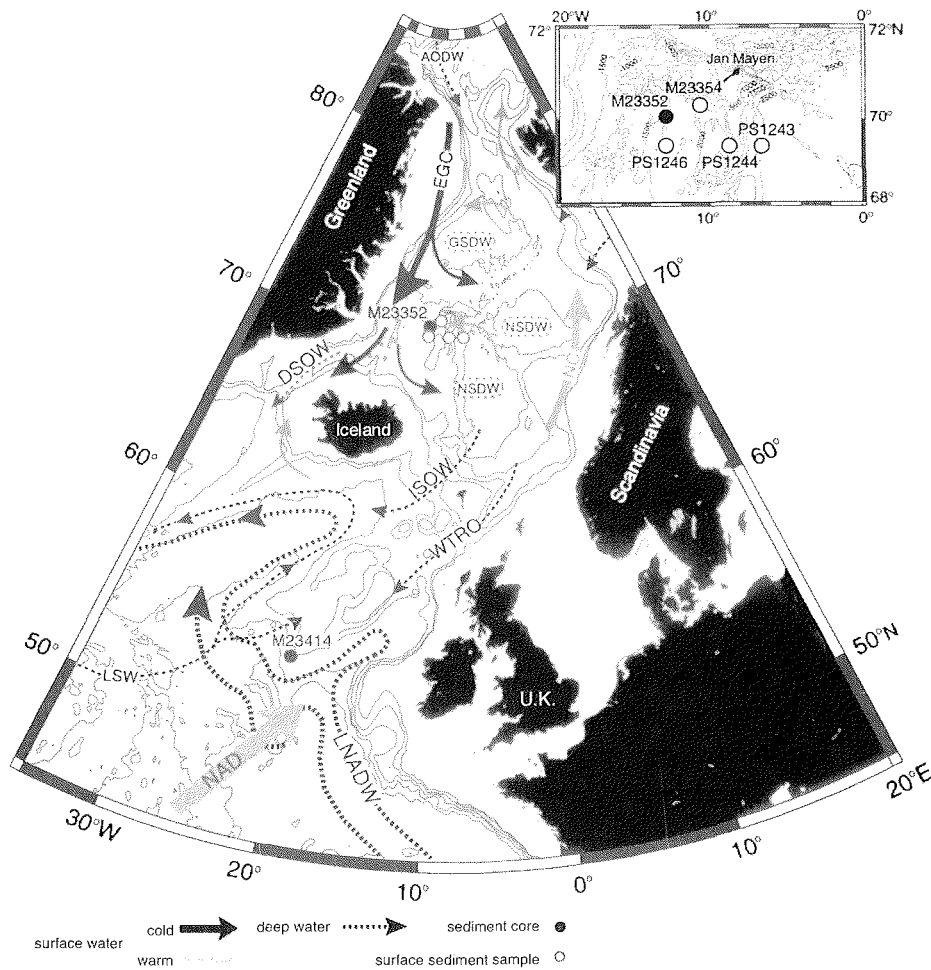 20°W
10°
0°
72°
72°N
Jan Mayen
M23354
M23352
70°
PS1243
PS1246
PS1244
68°
10°
0°
AODW
80°
EGC
Greenland
GSDW
70°
70°
M23352
NSDW
DSOW
NSDW
Iceland
Scandinavia
60°
60°
ISOW
WTRO
M23414
50°
50°N
LSW
U.K.
NAD
LNADW
20°E
30°W
10°
20°
10°
0°
cold
deep water
sediment core
surface water
warm
surface sediment sample